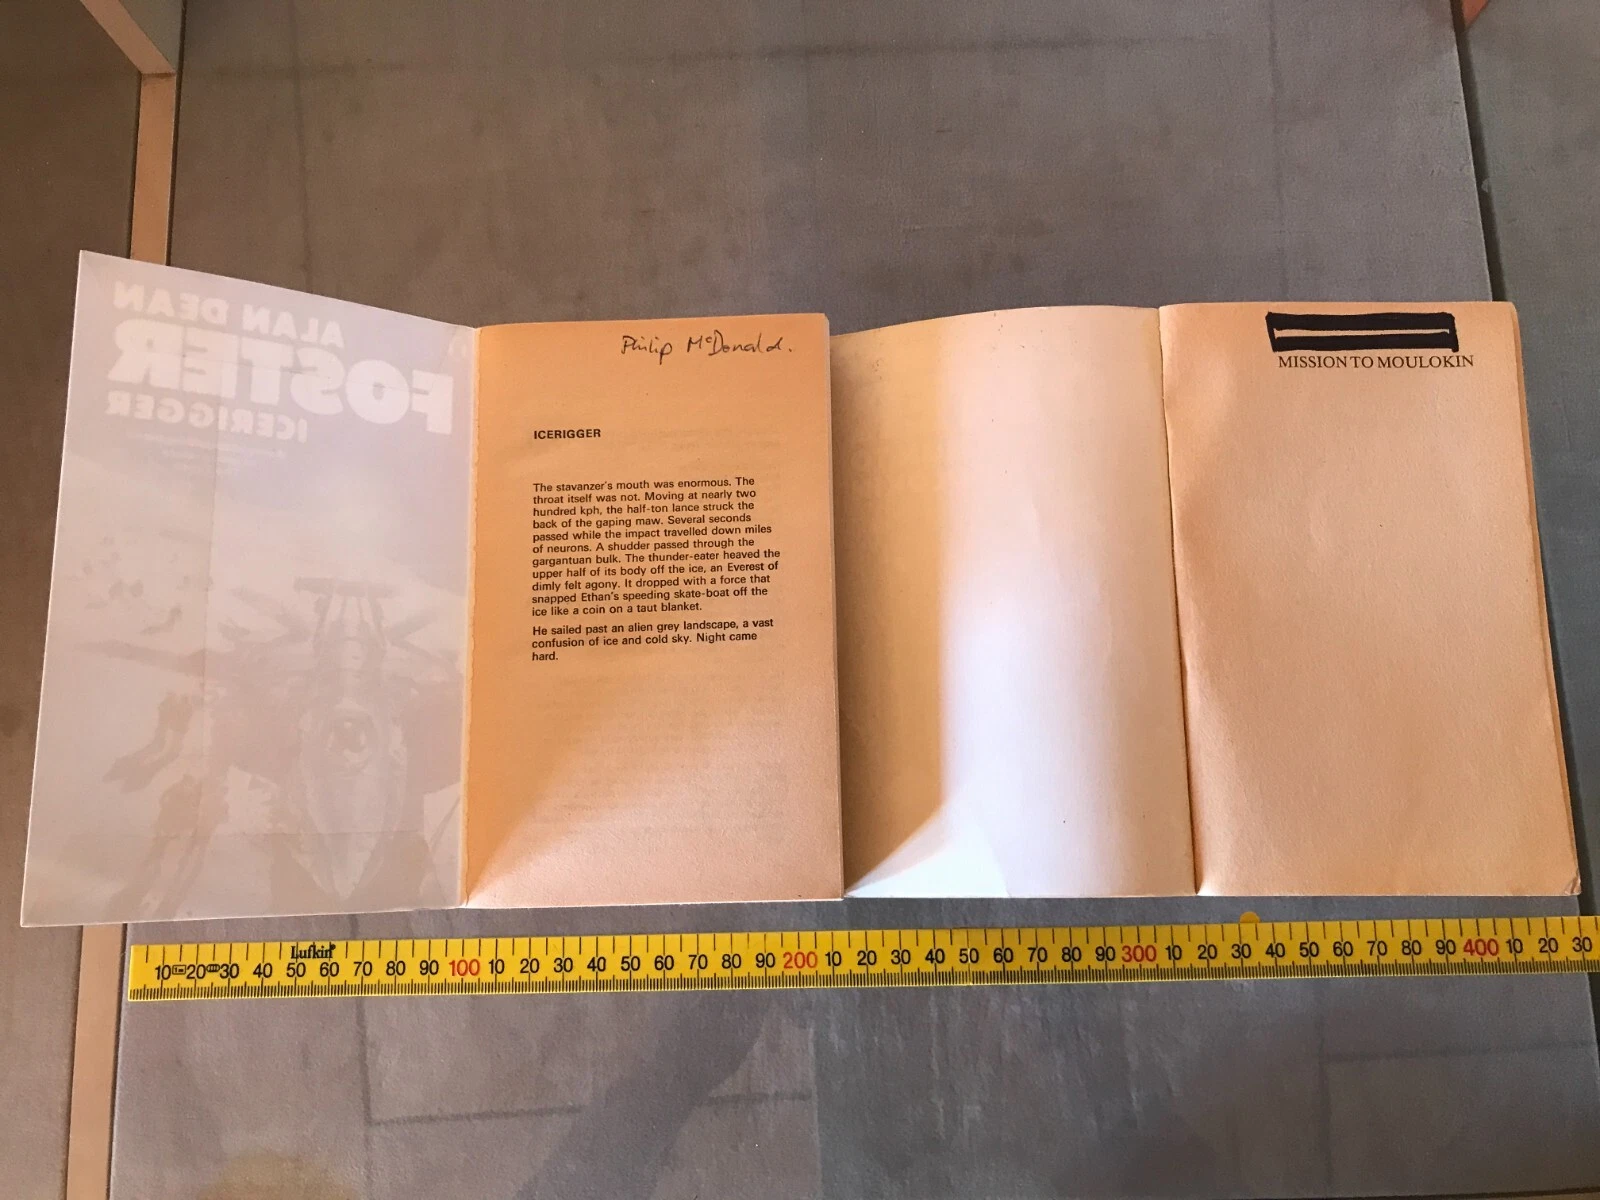 ALAN DEAN
FOSTER
ICERIGGER
Philip McDonald.
ICERIGGER
The stavanzer's mouth was enormous. The
throat itself was not. Moving at nearly two
hundred kph, the half-ton lance struck the
back of the gaping maw. Several seconds
passed while the impact travelled down miles
of neurons. A shudder passed through the
gargantuan bulk. The thunder-eater heaved the
upper half of its body off the ice, an Everest of
dimly felt agony. It dropped with a force that
snapped Ethan's speeding skate-boat off the
ice like a coin on a taut blanket.
He sailed past an alien grey landscape, a vast
confusion of ice and cold sky. Night came
hard.
MISSION TO MOULOKIN
Lufkin
10 20 30 40 50 60 70 80 90 100 10 20 30 40 50 60 70 80 90 200 10 20 30 40 50 60 70 80 90 300 10 20 30 40 50 60 70 80 90 400 10 20 30